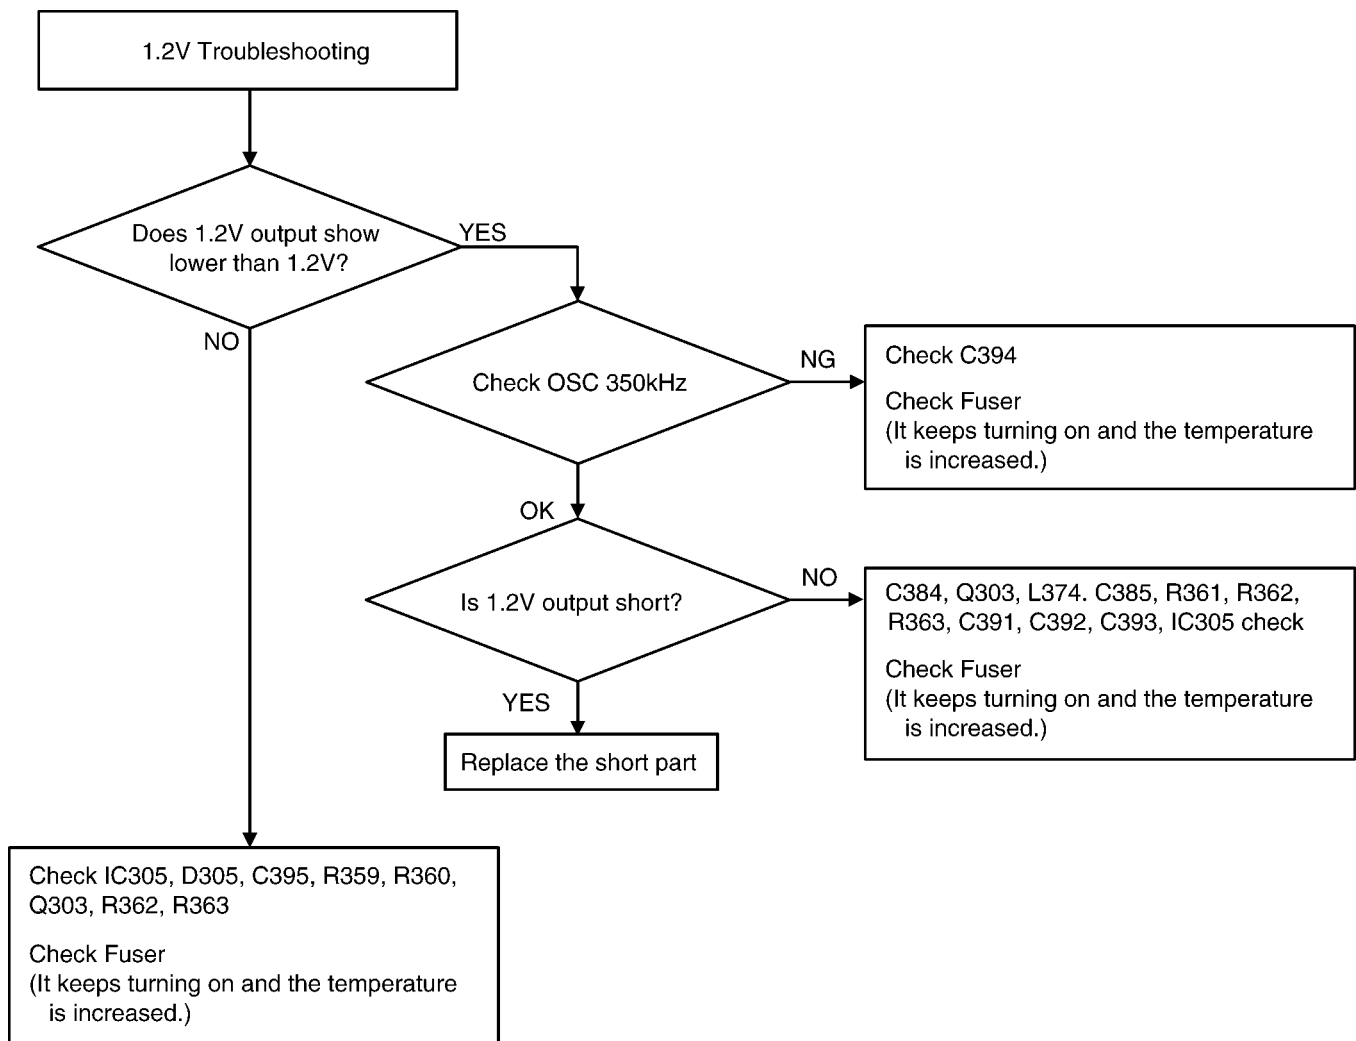 1.2V Troubleshooting
Does 1.2V output show
lower than 1.2V?
YES
NO
Check OSC 350kHz
NG
Check C394
Check Fuser
(It keeps turning on and the temperature
is increased.)
OK
Is 1.2V output short?
NO
C384, Q303, L374. C385, R361, R362,
R363, C391, C392, C393, IC305 check
Check Fuser
(It keeps turning on and the temperature
is increased.)
YES
Replace the short part
Check IC305, D305, C395, R359, R360,
Q303, R362, R363
Check Fuser
(It keeps turning on and the temperature
is increased.)